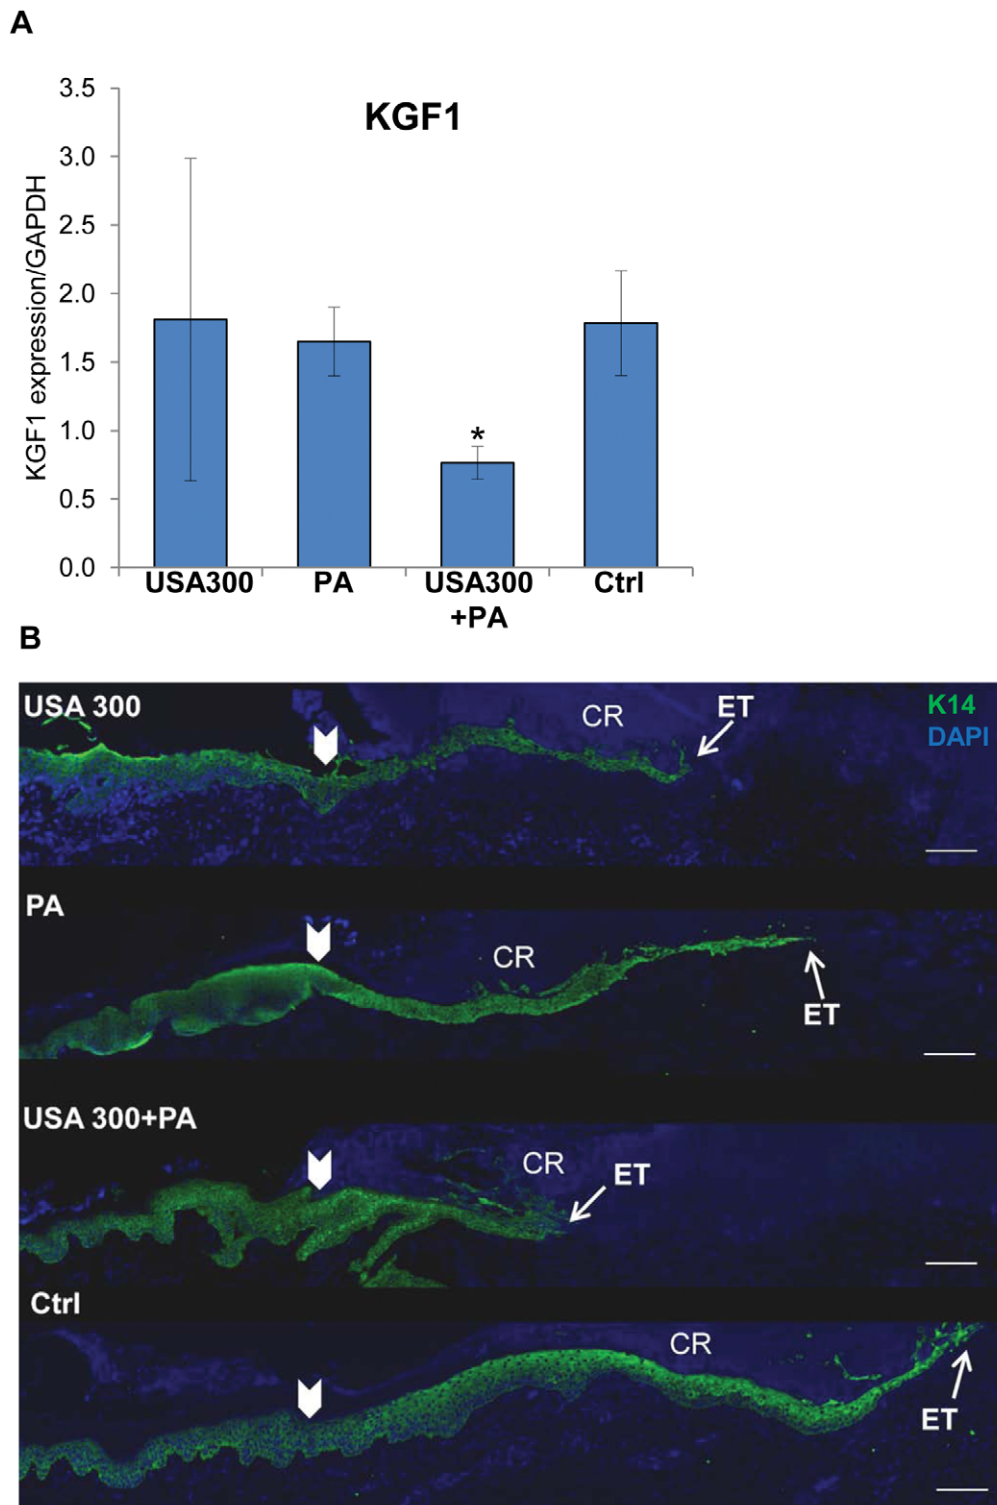 A
KGF1
KGF1 expression/GAPDH
3.5
3.0
2.5
2.0
1.5
1.0
0.5
0.0
*
USA300
PA
USA300
+PA
Ctrl
B
USA 300
CR
ET
K14
DAPI
PA
CR
ET
USA 300+PA
CR
ET
Ctrl
CR
ET